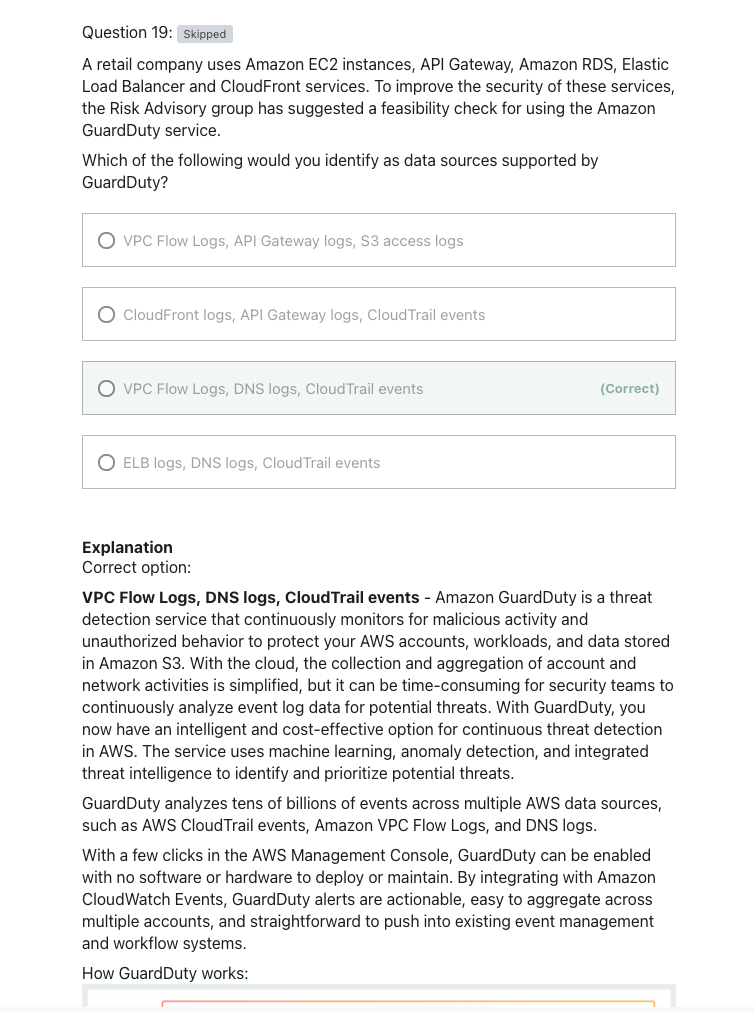 Question 19: Skipped
A retail company uses Amazon EC2 instances, API Gateway, Amazon RDS, Elastic
Load Balancer and CloudFront services. To improve the security of these services,
the Risk Advisory group has suggested a feasibility check for using the Amazon
GuardDuty service.
Which of the following would you identify as data sources supported by
GuardDuty?
VPC Flow Logs, API Gateway logs, S3 access logs
CloudFront logs, API Gateway logs, CloudTrail events
VPC Flow Logs, DNS logs, CloudTrail events (Correct)
ELB logs, DNS logs, CloudTrail events
Explanation
Correct option:
VPC Flow Logs, DNS logs, CloudTrail events - Amazon GuardDuty is a threat
detection service that continuously monitors for malicious activity and
unauthorized behavior to protect your AWS accounts, workloads, and data stored
in Amazon S3. With the cloud, the collection and aggregation of account and
network activities is simplified, but it can be time-consuming for security teams to
continuously analyze event log data for potential threats. With GuardDuty, you
now have an intelligent and cost-effective option for continuous threat detection
in AWS. The service uses machine learning, anomaly detection, and integrated
threat intelligence to identify and prioritize potential threats.
GuardDuty analyzes tens of billions of events across multiple AWS data sources,
such as AWS CloudTrail events, Amazon VPC Flow Logs, and DNS logs.
With a few clicks in the AWS Management Console, GuardDuty can be enabled
with no software or hardware to deploy or maintain. By integrating with Amazon
CloudWatch Events, GuardDuty alerts are actionable, easy to aggregate across
multiple accounts, and straightforward to push into existing event management
and workflow systems.
How GuardDuty works: